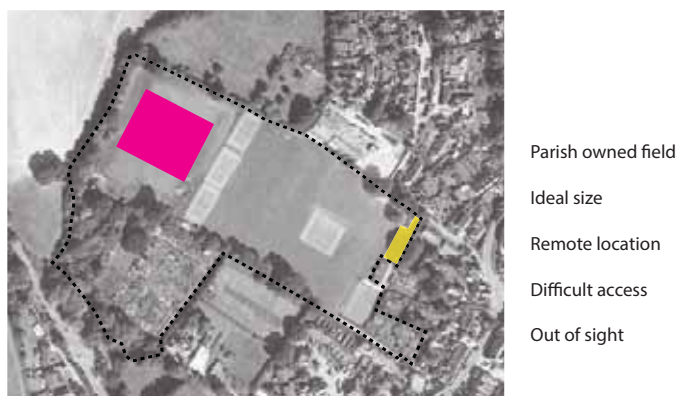 Parish owned field
Ideal size
Remote location
Difficult access
Out of sight